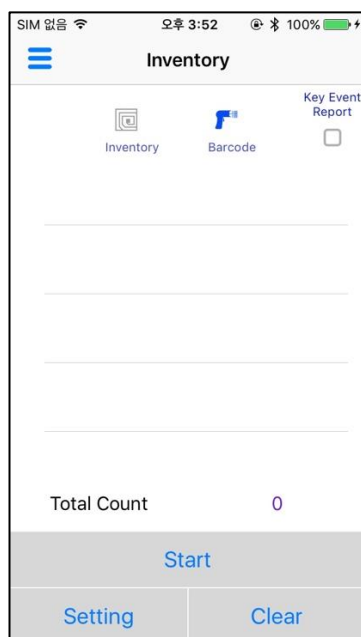 SIM 없음 오후 3:52 100%
Inventory
Key Event
Report
Inventory Barcode
Total Count 0
Start
Setting Clear